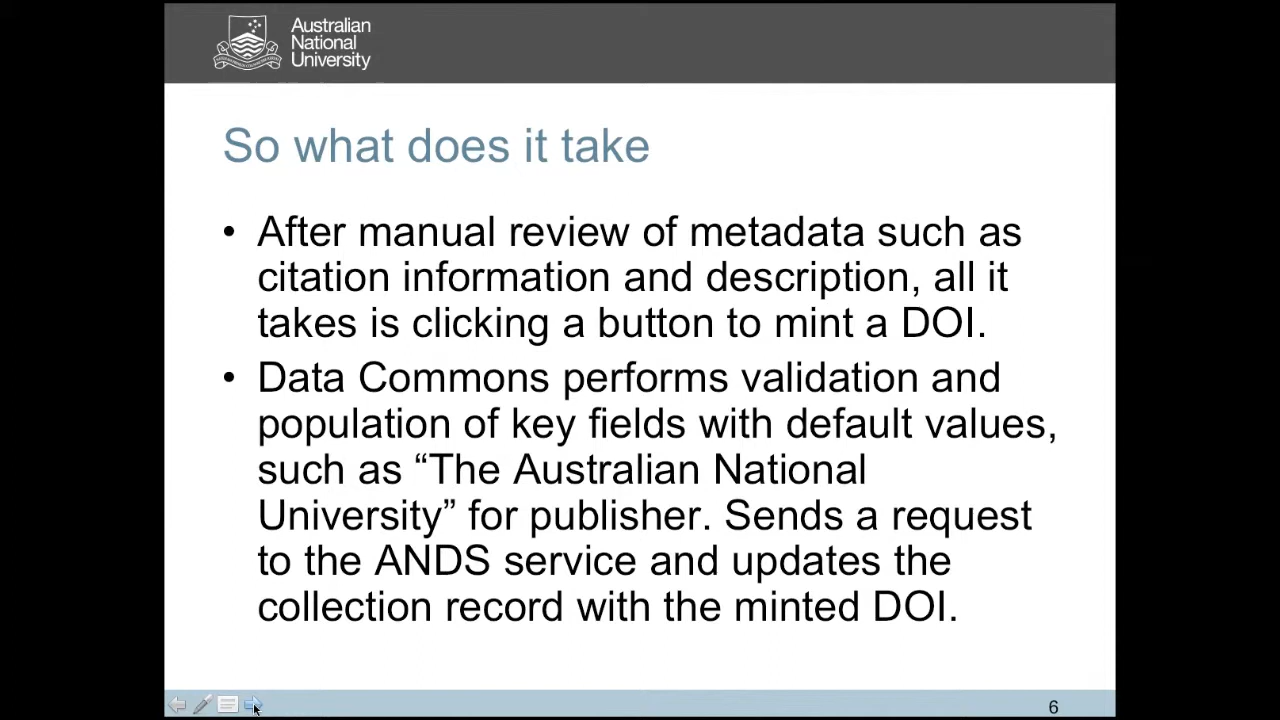 Australian
National
University
So what does it take
• After manual review of metadata such as
citation information and description, all it
takes is clicking a button to mint a DOI.
• Data Commons performs validation and
population of key fields with default values,
such as “The Australian National
University” for publisher. Sends a request
to the ANDS service and updates the
collection record with the minted DOI.
6